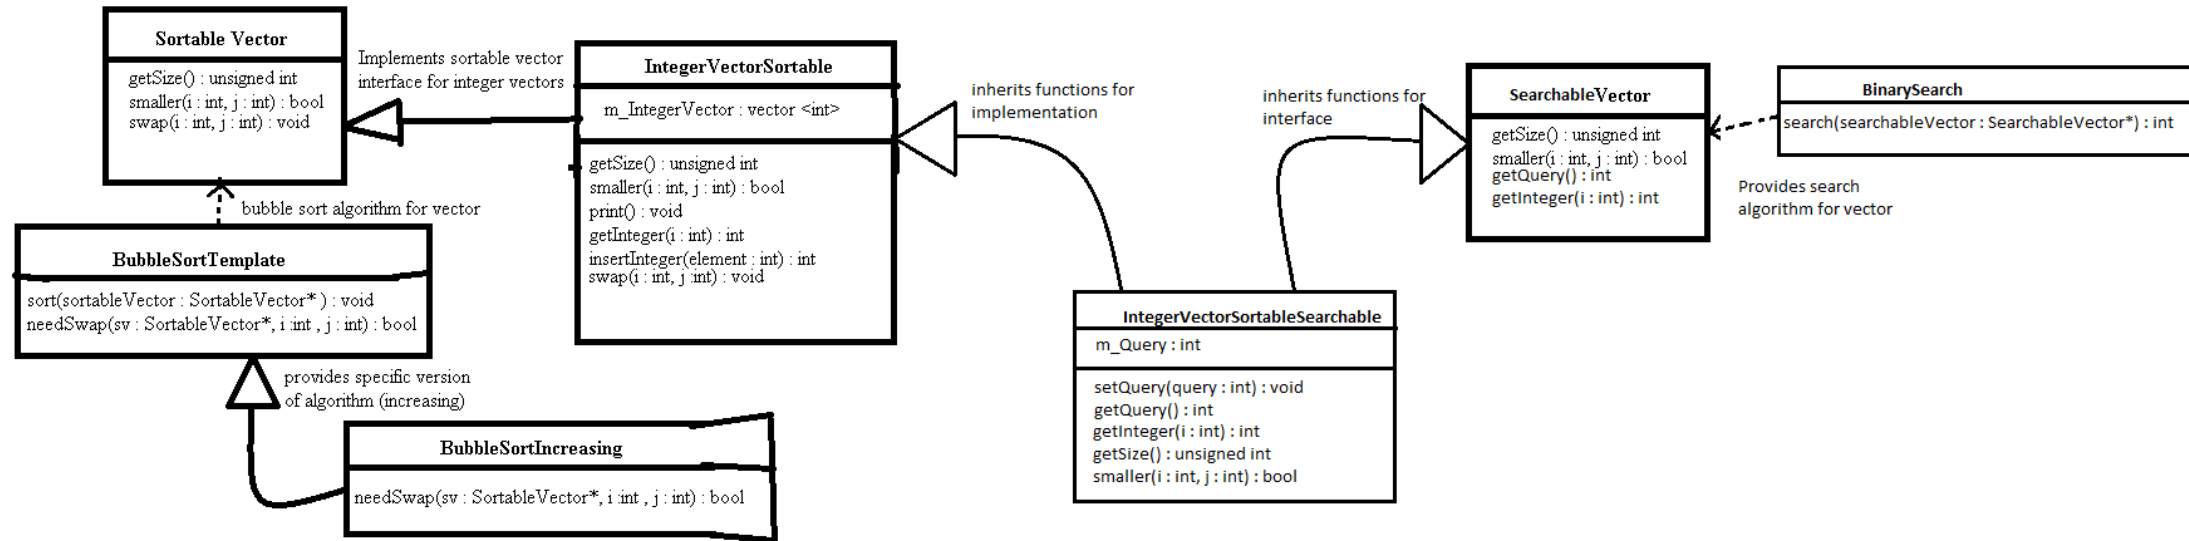 Sortable Vector
getSize() : unsigned int
smaller(i : int, j : int) : bool
swap(i : int, j : int) : void
Implements sortable vector
interface for integer vectors
bubble sort algorithm for vector
BubbleSortTemplate
sort(sortableVector : SortableVector* ) : void
needSwap(sv : SortableVector*, i :int , j : int) : bool
provides specific version
of algorithm (increasing)
BubbleSortIncreasing
needSwap(sv : SortableVector*, i :int , j : int) : bool
IntegerVectorSortable
m_IntegerVector : vector <int>
getSize() : unsigned int
smaller(i : int, j : int) : bool
print() : void
getInteger(i : int) : int
insertInteger(element : int) : int
swap(i : int, j :int) : void
inherits functions for
implementation
inherits functions for
interface
IntegerVectorSortableSearchable
m_Query : int
setQuery(query : int) : void
getQuery() : int
getInteger(i : int) : int
getSize() : unsigned int
smaller(i : int, j : int) : bool
SearchableVector
getSize() : unsigned int
smaller(i : int, j : int) : bool
getQuery() : int
getInteger(i : int) : int
BinarySearch
search(searchableVector : SearchableVector*) : int
Provides search
algorithm for vector